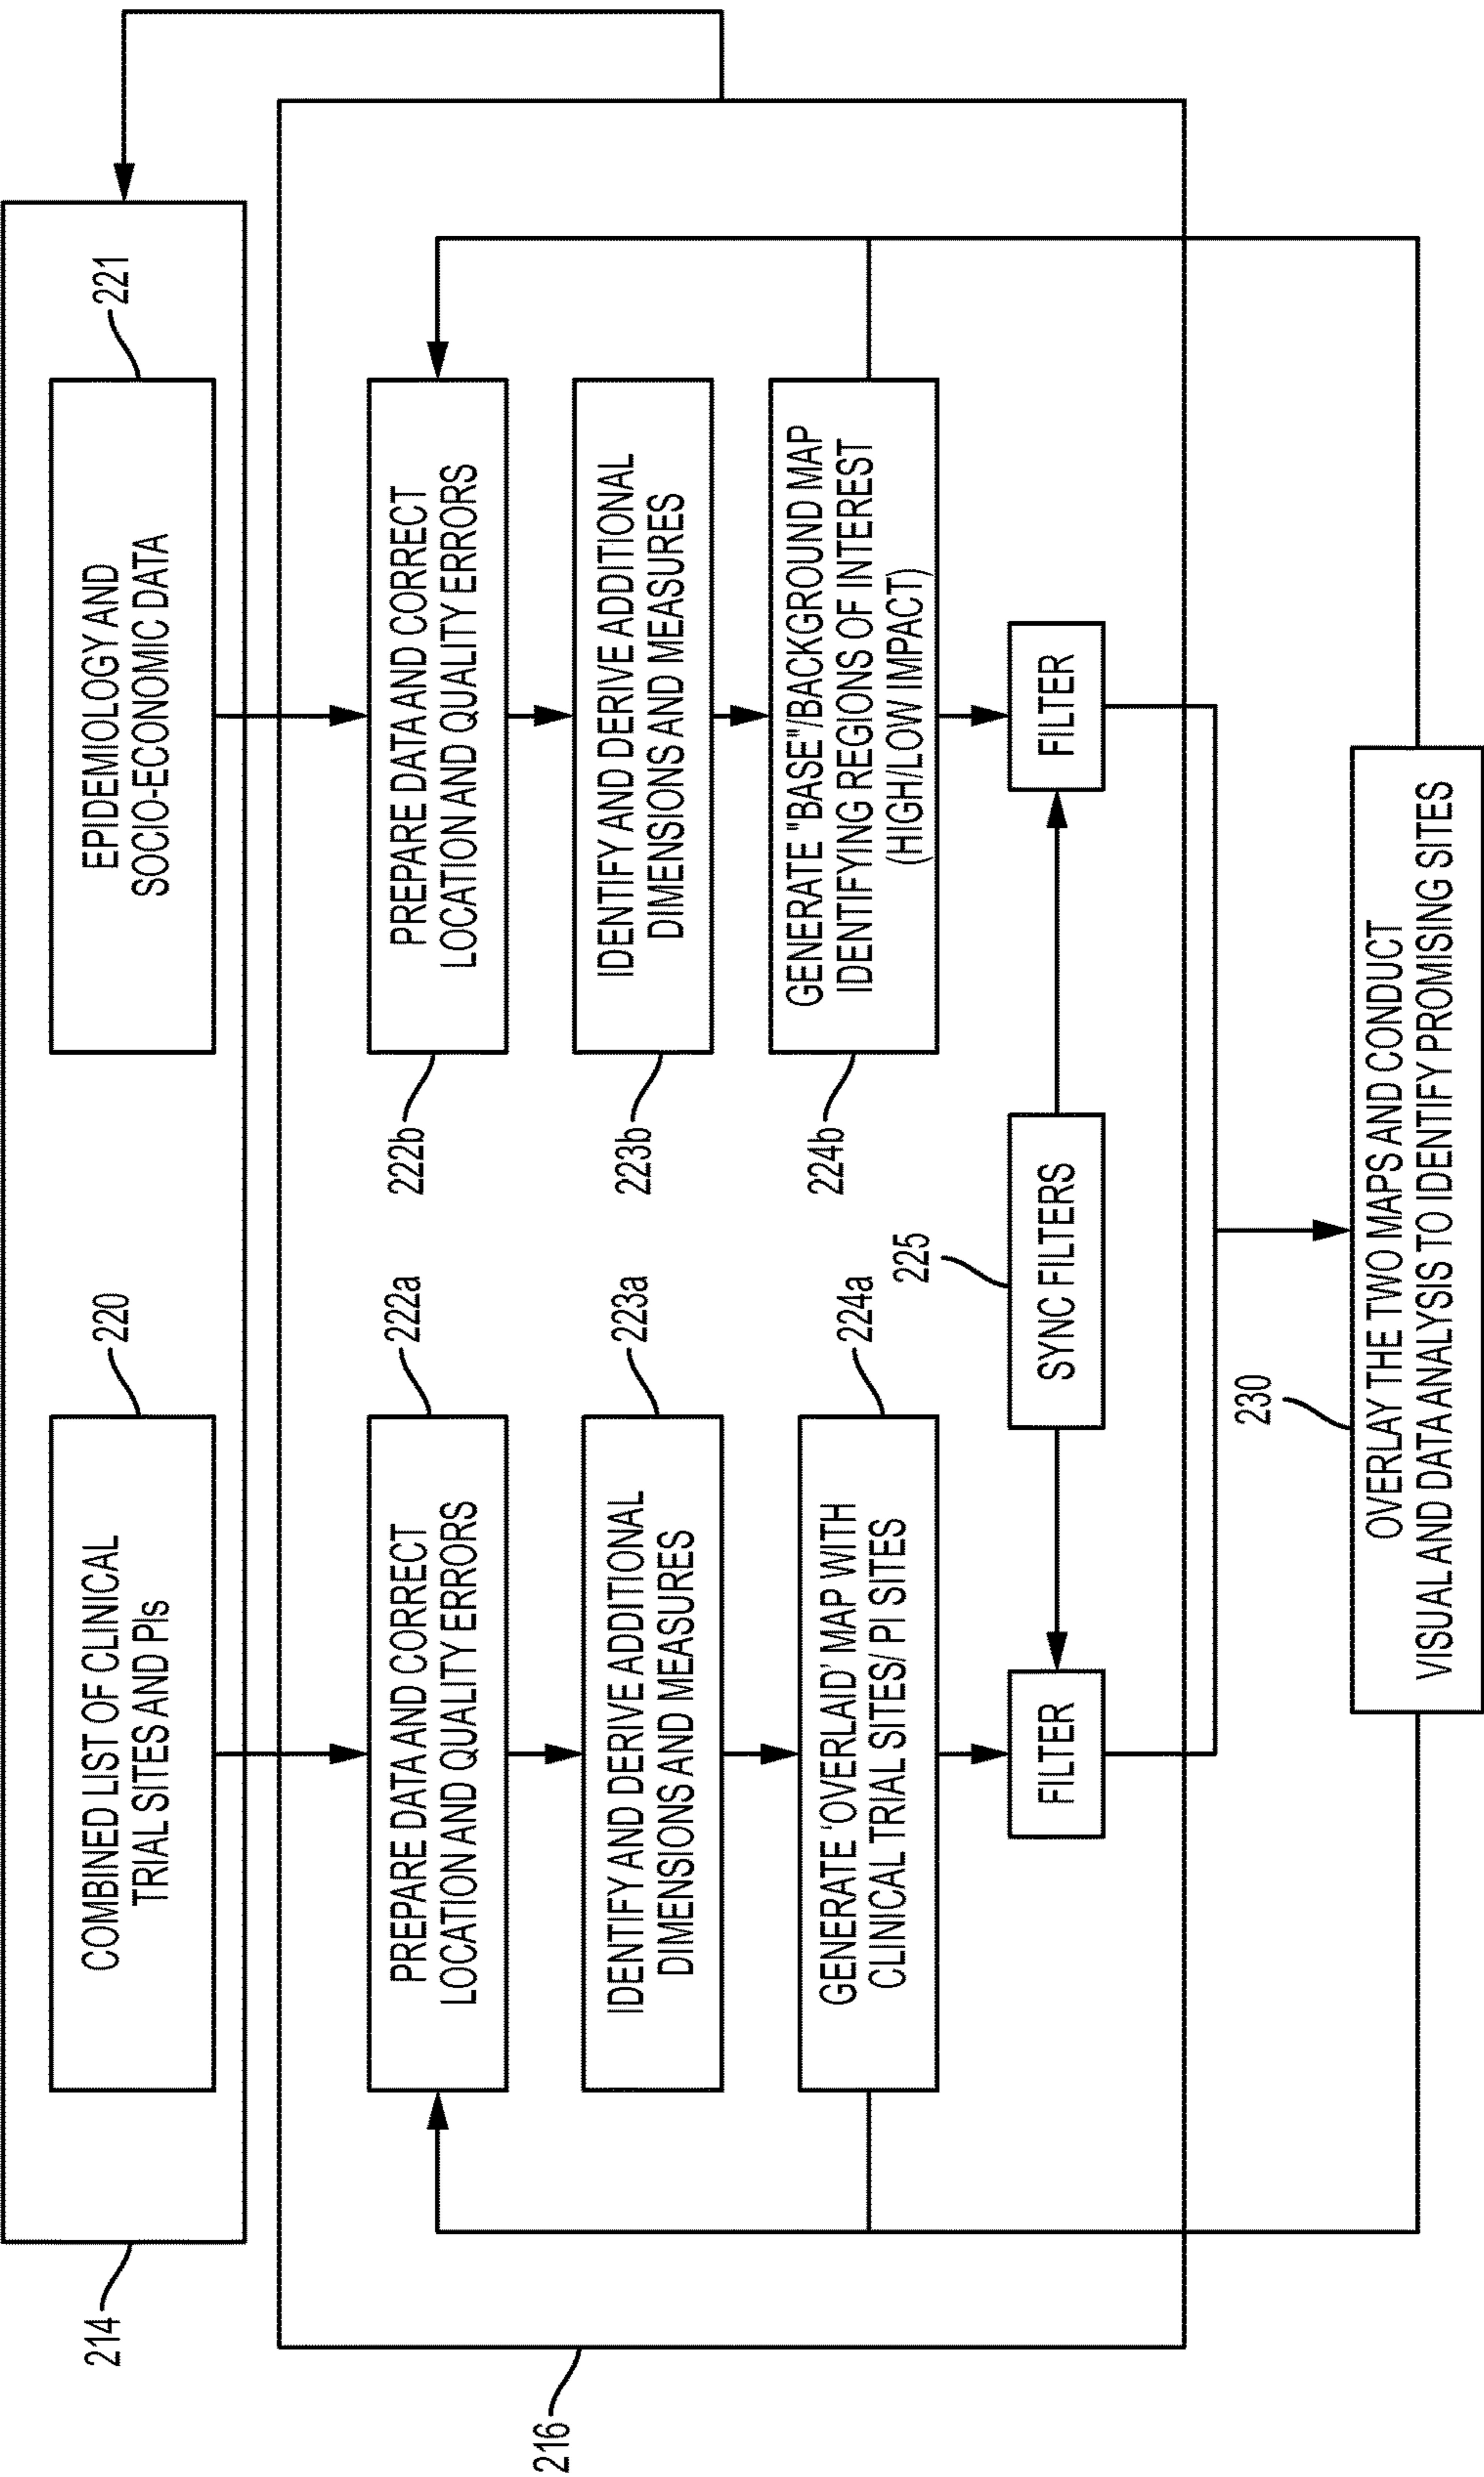 214
220
221
COMBINED LIST OF CLINICAL
TRIAL SITES AND PIs
EPIDEMIOLOGY AND
SOCIO-ECONOMIC DATA
216
222a
222b
PREPARE DATA AND CORRECT
LOCATION AND QUALITY ERRORS
PREPARE DATA AND CORRECT
LOCATION AND QUALITY ERRORS
223a
223b
IDENTIFY AND DERIVE ADDITIONAL
DIMENSIONS AND MEASURES
IDENTIFY AND DERIVE ADDITIONAL
DIMENSIONS AND MEASURES
224a
224b
GENERATE ‘OVERLAID’ MAP WITH
CLINICAL TRIAL SITES/ PI SITES
GENERATE "BASE"/BACKGROUND MAP
IDENTIFYING REGIONS OF INTEREST
(HIGH/LOW IMPACT)
225
FILTER
SYNC FILTERS
FILTER
230
OVERLAY THE TWO MAPS AND CONDUCT
VISUAL AND DATA ANALYSIS TO IDENTIFY PROMISING SITES